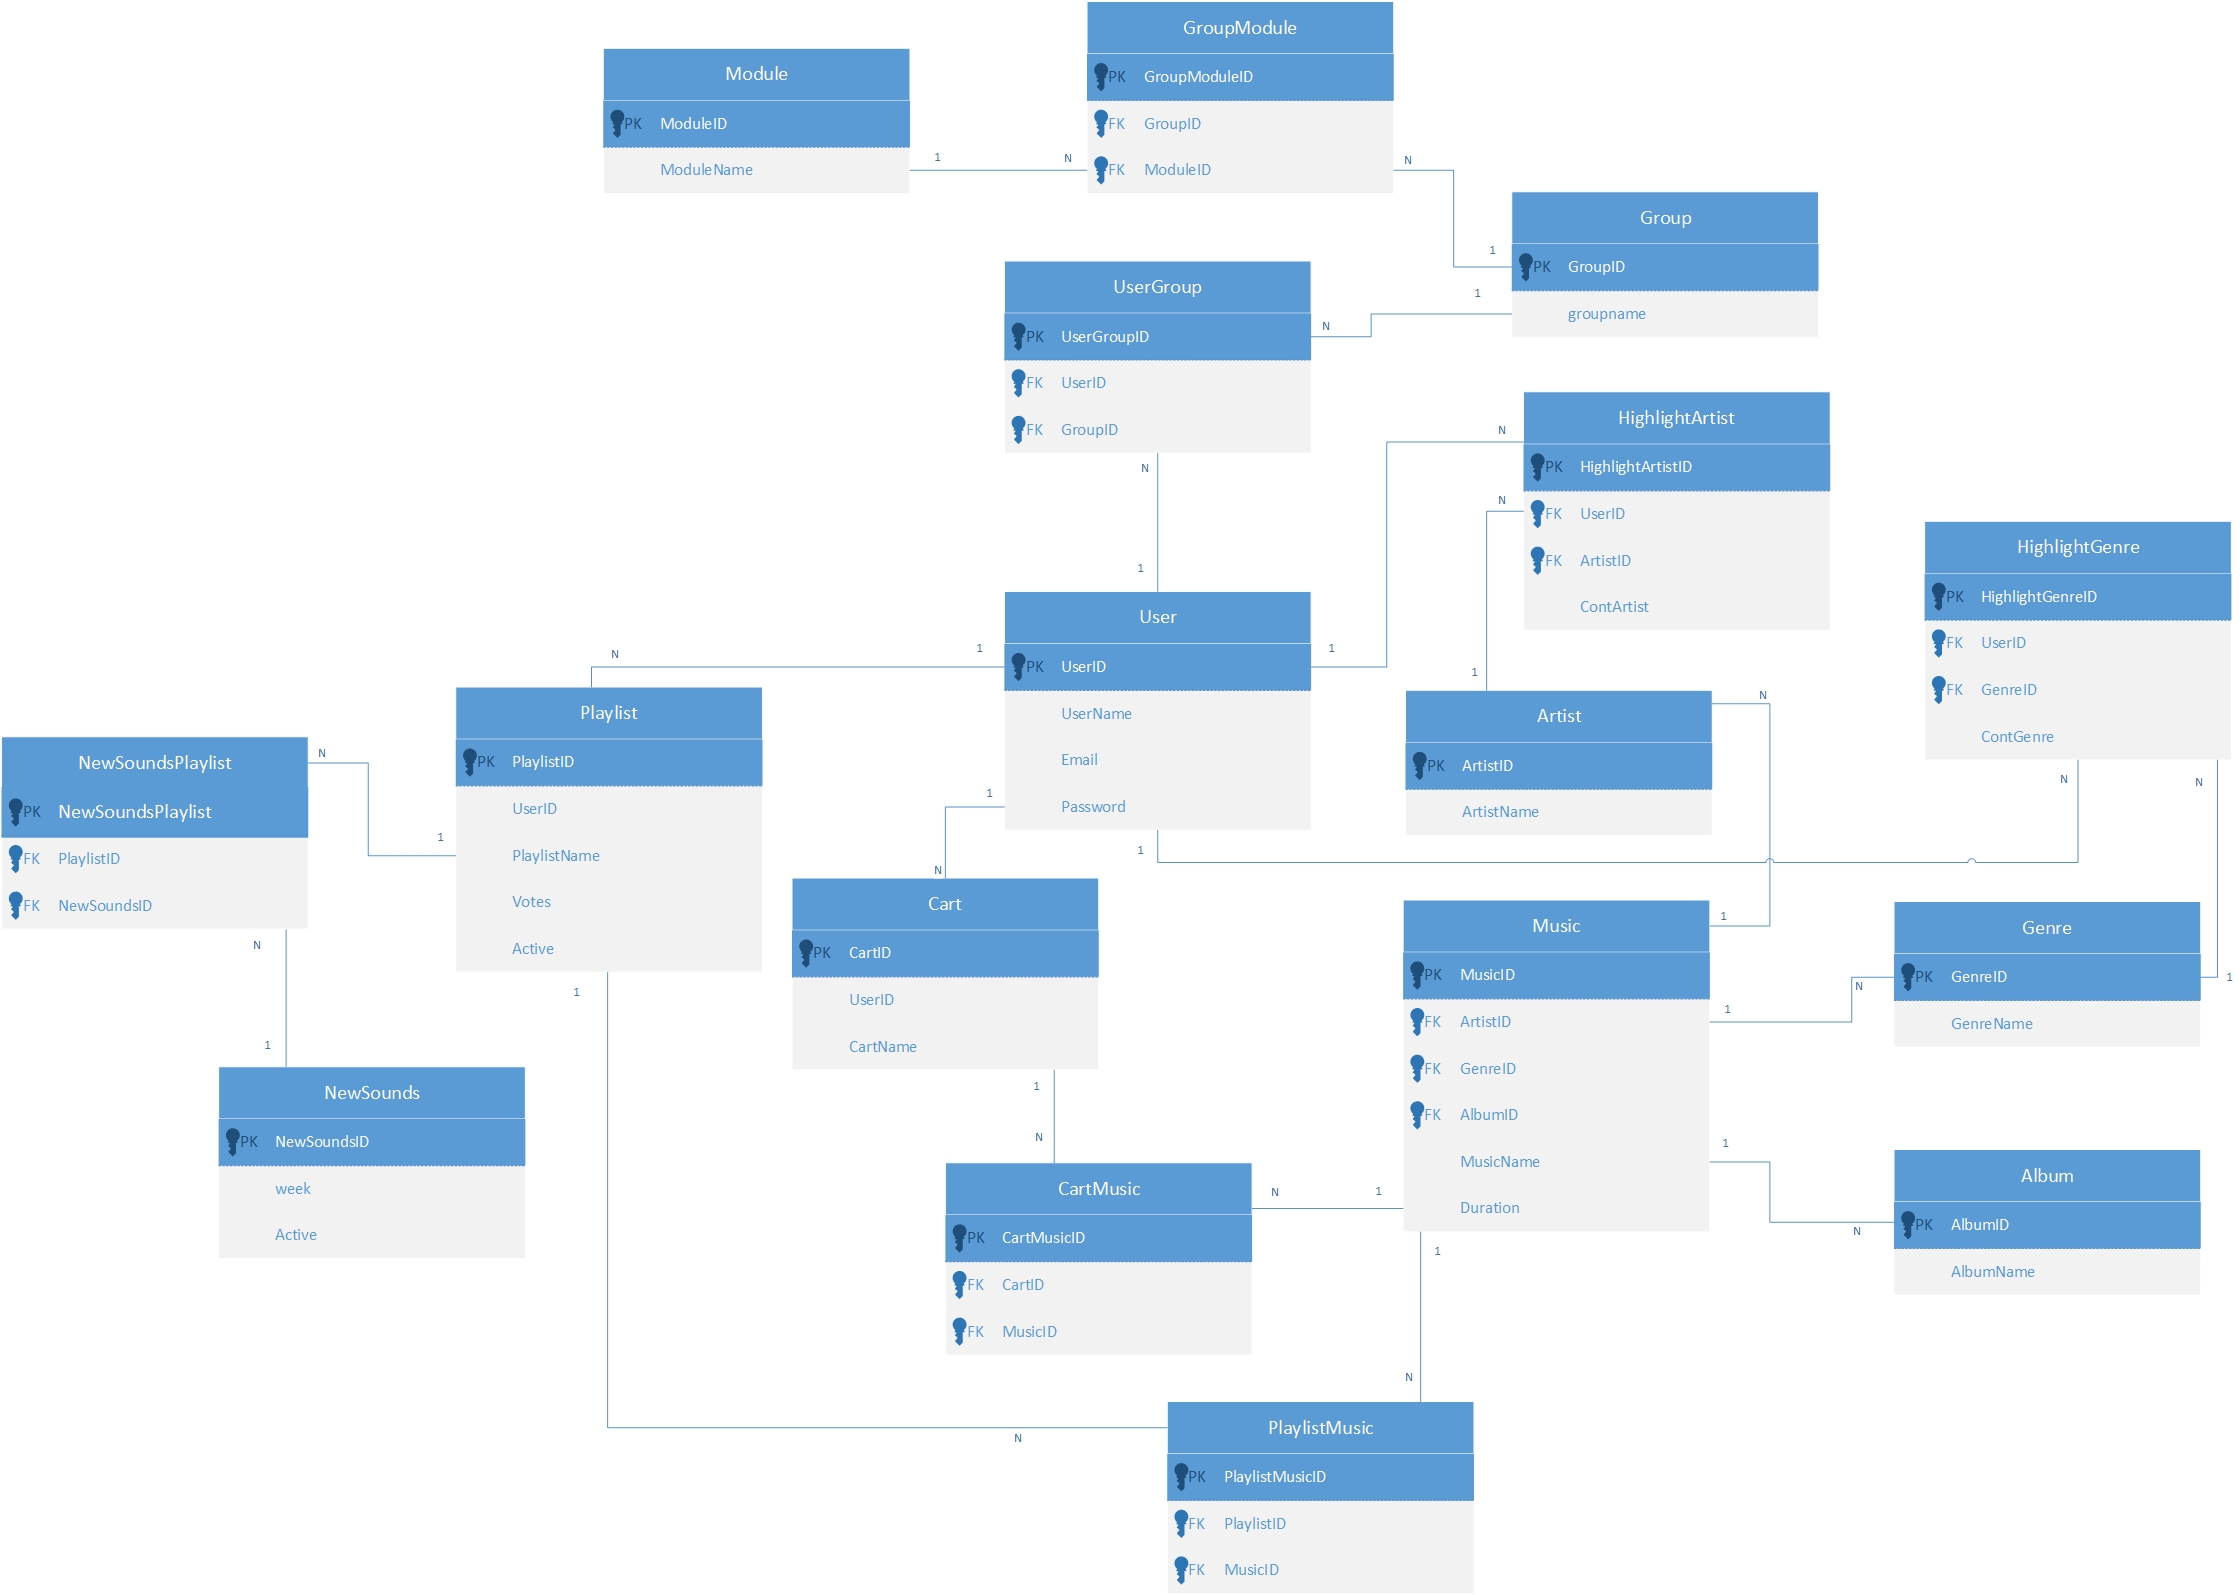 GroupModule
PK GroupModuleID
FK GroupID
FK ModuleID
Module
PK ModuleID
ModuleName
1
N
N
1
Group
PK GroupID
groupname
1
N
UserGroup
PK UserGroupID
FK UserID
FK GroupID
N
1
HighlightArtist
PK HighlightArtistID
FK UserID
FK ArtistID
ContArtist
N
N
1
1
HighlightGenre
PK HighlightGenreID
FK UserID
FK GenreID
ContGenre
N
N
User
PK UserID
UserName
Email
Password
1
1
1
N
Playlist
PK PlaylistID
UserID
PlaylistName
Votes
Active
1
1
N
NewSoundsPlaylist
PK NewSoundsPlaylist
FK PlaylistID
FK NewSoundsID
N
1
NewSounds
PK NewSoundsID
week
Active
Artist
PK ArtistID
ArtistName
N
1
N
Cart
PK CartID
UserID
CartName
1
N
Music
PK MusicID
FK ArtistID
FK GenreID
FK AlbumID
MusicName
Duration
1
N
1
Genre
PK GenreID
GenreName
1
N
Album
PK AlbumID
AlbumName
CartMusic
PK CartMusicID
FK CartID
FK MusicID
N
1
1
N
N
PlaylistMusic
PK PlaylistMusicID
FK PlaylistID
FK MusicID